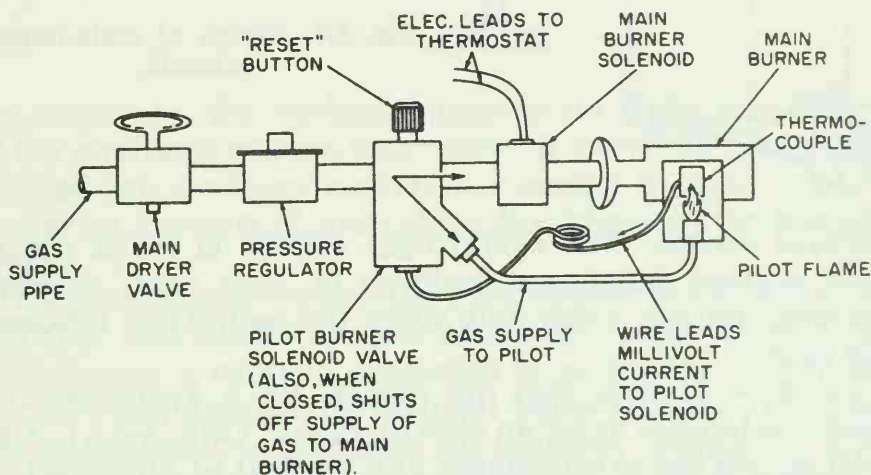 ELEC. LEADS TO
THERMOSTAT
MAIN
BURNER
SOLENOID
"RESET"
BUTTON
MAIN
BURNER
THERMO-
COUPLE
GAS
SUPPLY
PIPE
MAIN
DRYER
VALVE
PRESSURE
REGULATOR
PILOT FLAME
PILOT BURNER
SOLENOID VALVE
(ALSO, WHEN
CLOSED, SHUTS
OFF SUPPLY OF
GAS TO MAIN
BURNER).
GAS SUPPLY
TO PILOT
WIRE LEADS
MILLIVOLT
CURRENT
TO PILOT
SOLENOID